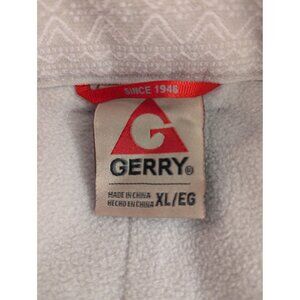 SINCE 1946
GERRY®
MADE IN CHINA
HECHO EN CHINA
XL/EG